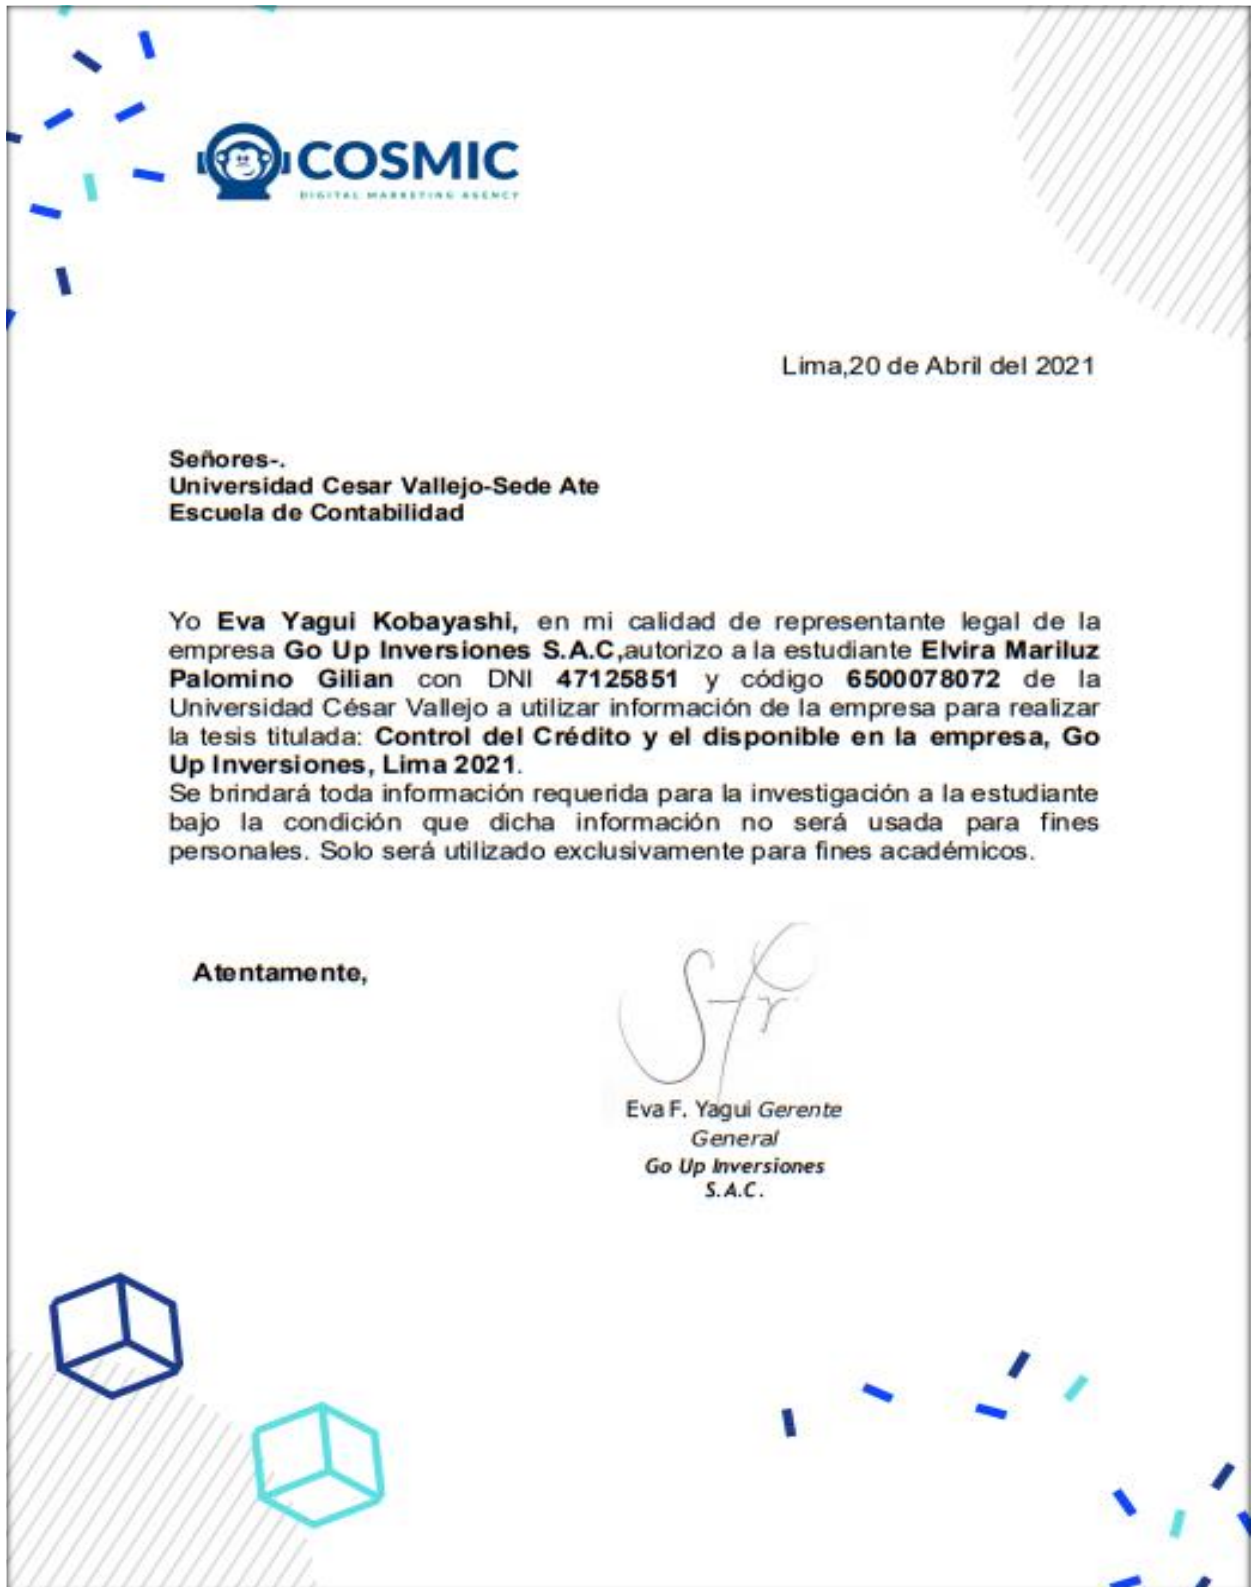 COSMIC
DIGITAL MARKETING AGENCY
Lima,20 de Abril del 2021
Señores-.
Universidad Cesar Vallejo-Sede Ate
Escuela de Contabilidad
Yo Eva Yagui Kobayashi, en mi calidad de representante legal de la
empresa Go Up Inversiones S.A.C,autorizo a la estudiante Elvira Mariluz
Palomino Gilian con DNI 47125851 y código 6500078072 de la
Universidad César Vallejo a utilizar información de la empresa para realizar
la tesis titulada: Control del Crédito y el disponible en la empresa, Go
Up Inversiones, Lima 2021.
Se brindará toda información requerida para la investigación a la estudiante
bajo la condición que dicha información no será usada para fines
personales. Solo será utilizado exclusivamente para fines académicos.
Atentamente,
Eva F. Yagui Gerente
General
Go Up Inversiones
S.A.C.